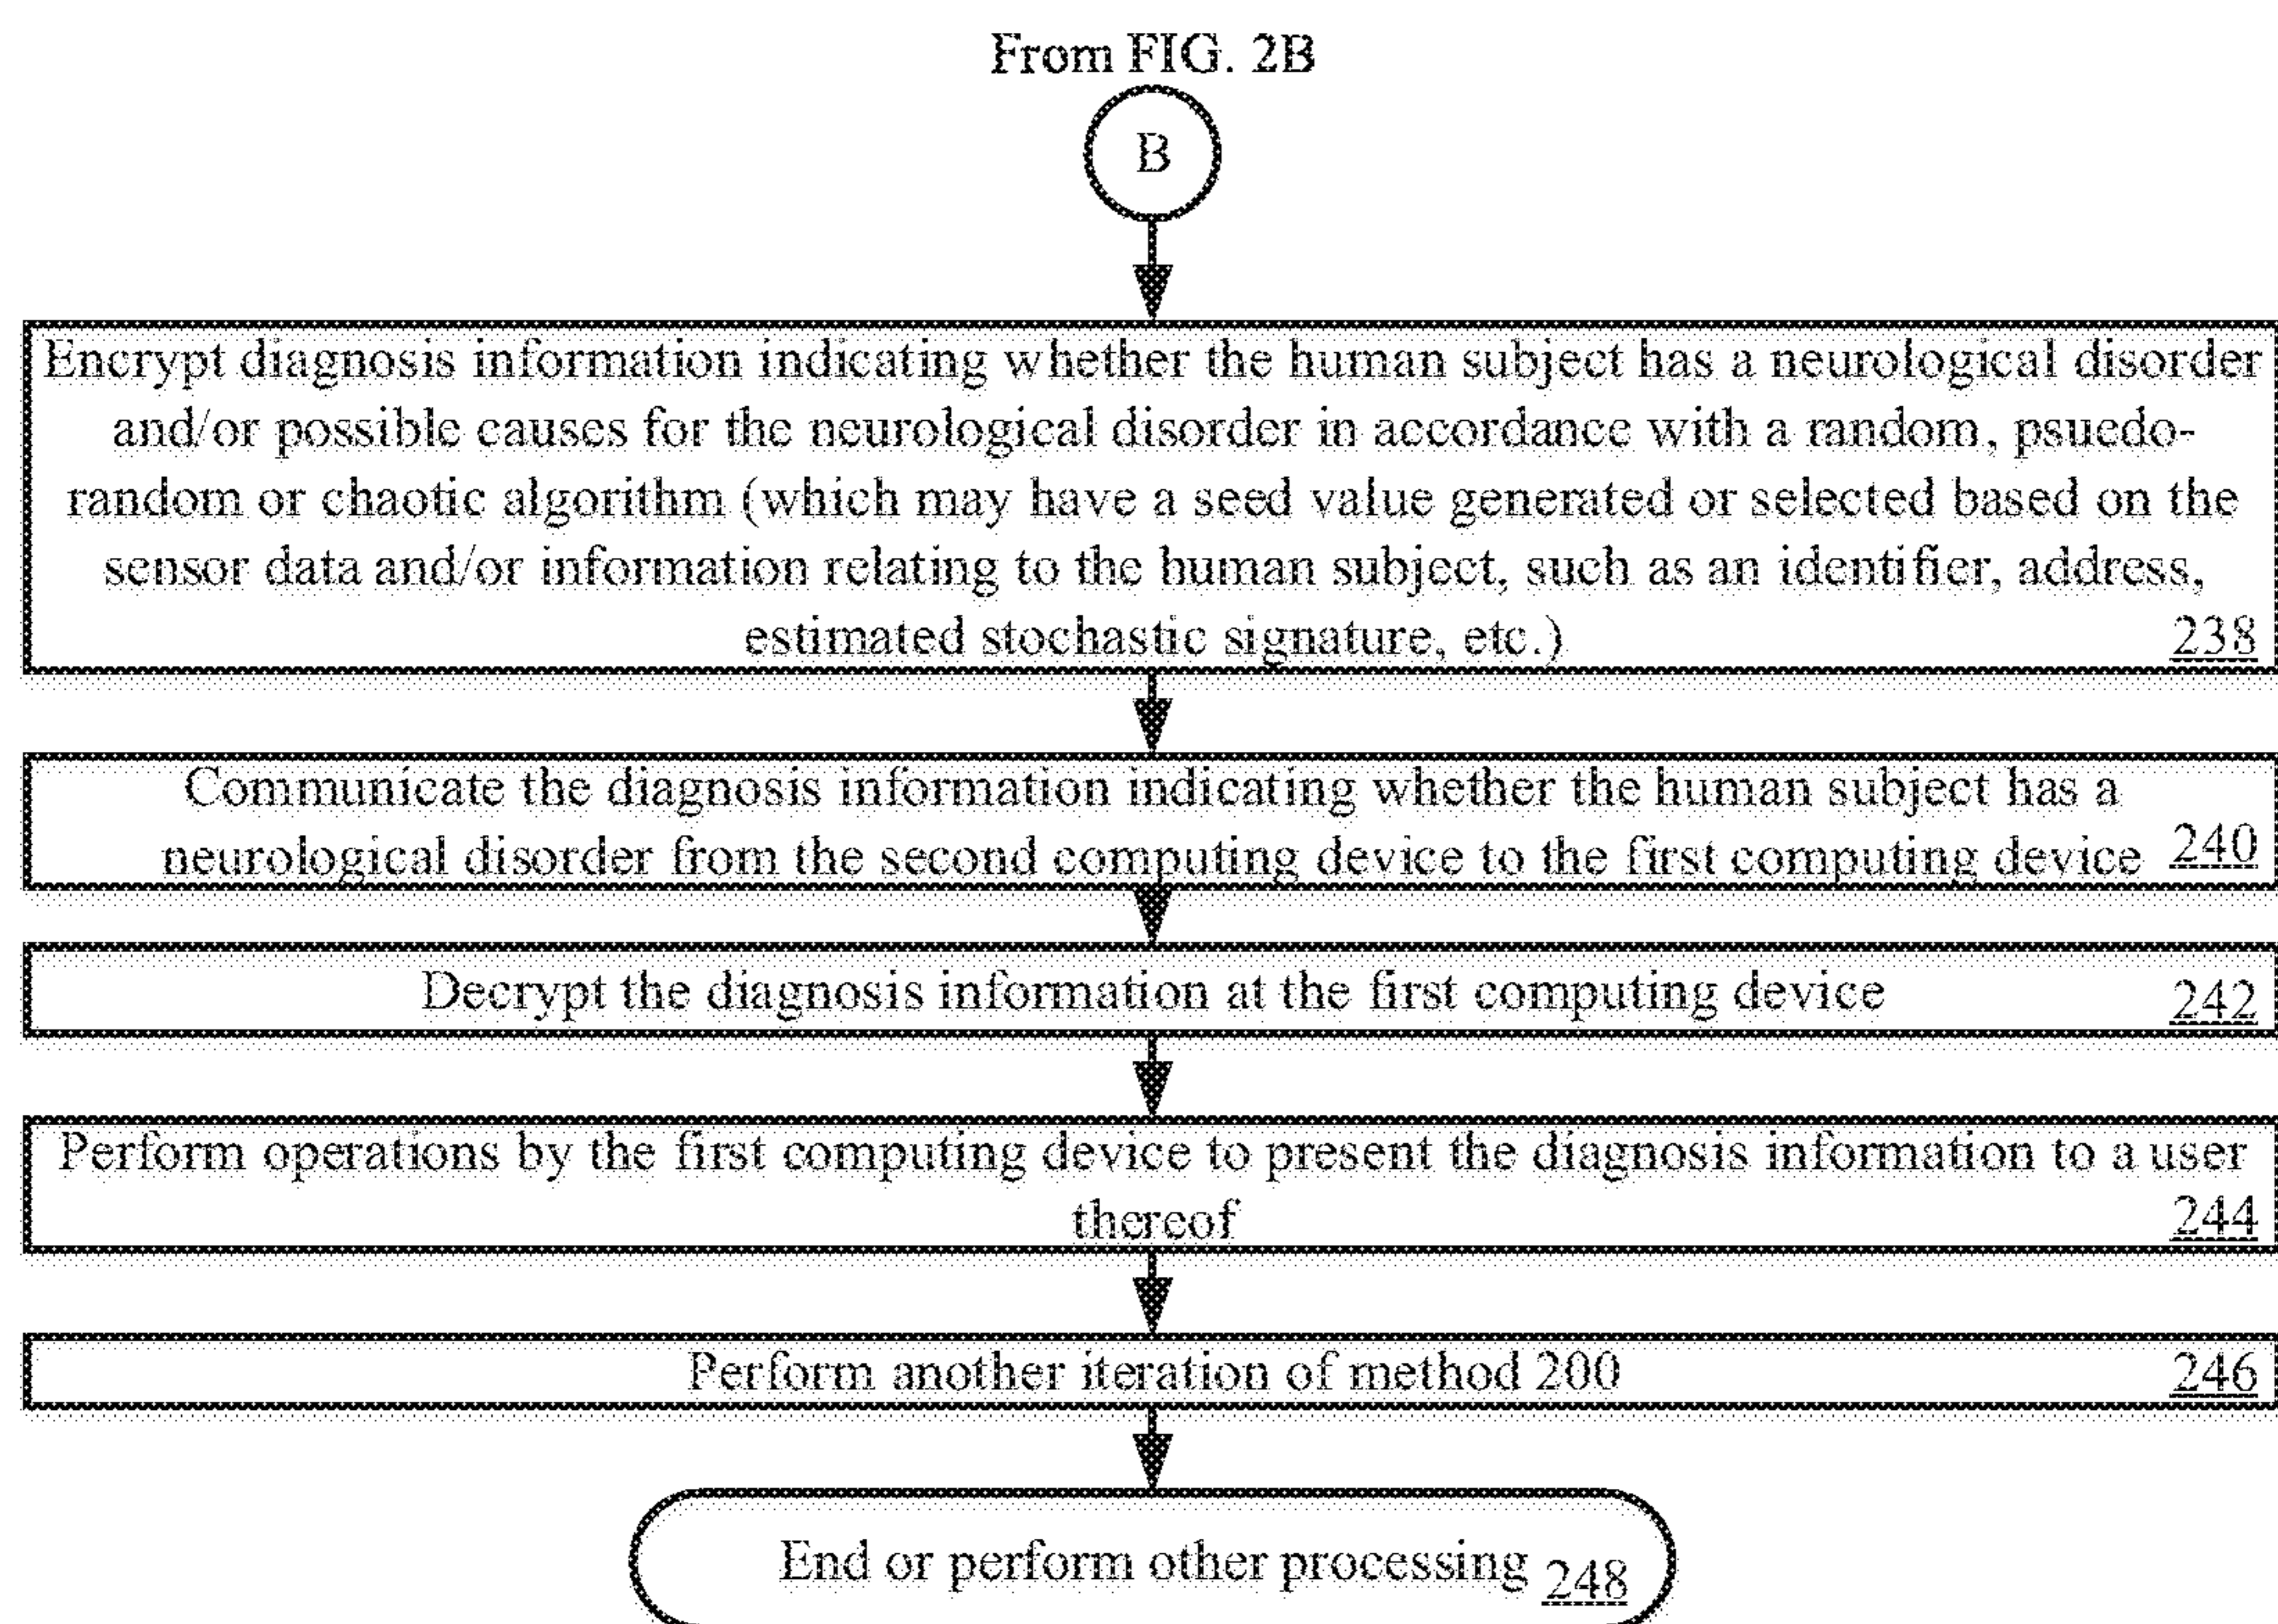 From FIG. 2B
B
Encrypt diagnosis information indicating whether the human subject has a neurological disorder
and/or possible causes for the neurological disorder in accordance with a random, psuedo-
random or chaotic algorithm (which may have a seed value generated or selected based on the
sensor data and/or information relating to the human subject, such as an identifier, address,
estimated stochastic signature, etc.) 238
Communicate the diagnosis information indicating whether the human subject has a
neurological disorder from the second computing device to the first computing device 240
Decrypt the diagnosis information at the first computing device 242
Perform operations by the first computing device to present the diagnosis information to a user
thereof 244
Perform another iteration of method 200 246
End or perform other processing 248